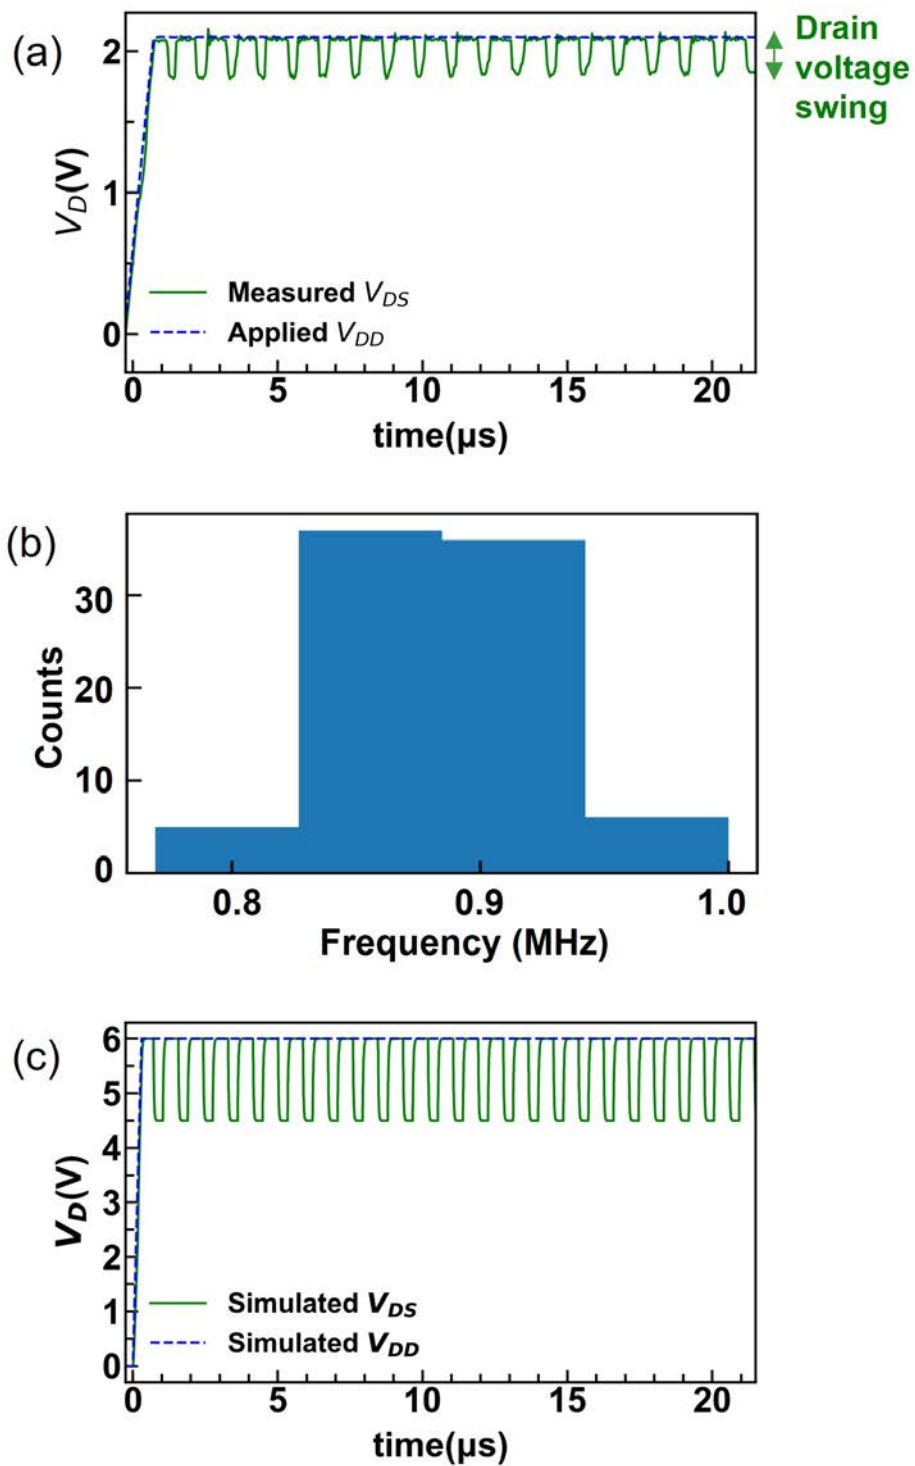 (a)
Drain
voltage
swing
2
1
0
V_D(V)
Measured V_DS
Applied V_DD
0 5 10 15 20
time(µs)
(b)
30
20
10
0
Counts
0.8 0.9 1.0
Frequency (MHz)
(c)
6
5
4
3
2
1
0
V_D(V)
Simulated V_DS
Simulated V_DD
0 5 10 15 20
time(µs)